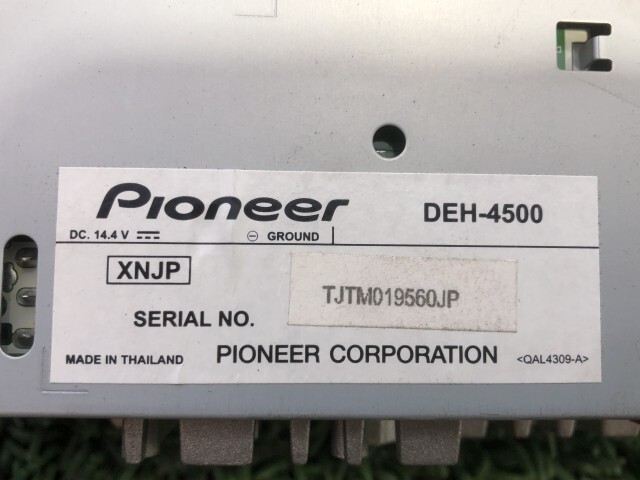 Pioneer DEH-4500
DC. 14.4 V ⎓ ⊖ GROUND
XNJP
SERIAL NO. TJTM019560JP
MADE IN THAILAND PIONEER CORPORATION <QAL4309-A>